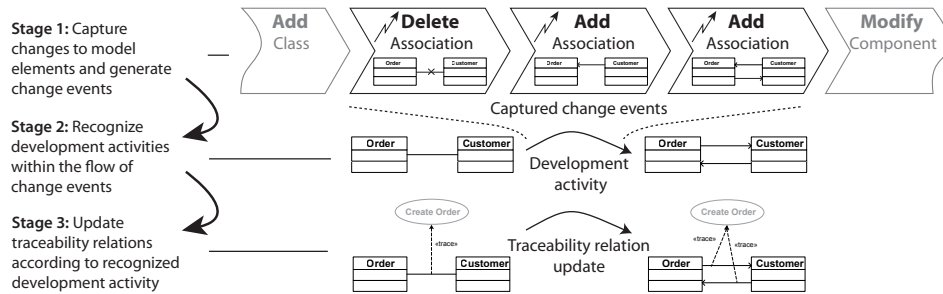 Stage 1: Capture
changes to model
elements and generate
change events
Add
Class
Delete
Association
Order
Customer
Add
Association
Order
Customer
Add
Association
Order
Customer
Modify
Component
Captured change events
Stage 2: Recognize
development activities
within the flow of
change events
Order
Customer
Development
activity
Order
Customer
Stage 3: Update
traceability relations
according to recognized
development activity
Create Order
«trace»
Order
Customer
Traceability relation
update
Create Order
«trace»
«trace»
Order
Customer